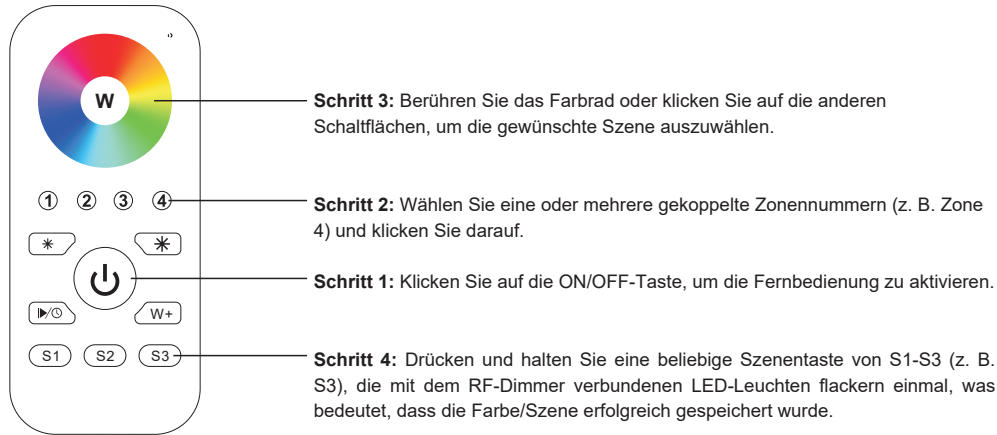 W
Schritt 3: Berühren Sie das Farbrad oder klicken Sie auf die anderen
Schaltflächen, um die gewünschte Szene auszuwählen.
1 2 3 4
Schritt 2: Wählen Sie eine oder mehrere gekoppelte Zonennummern (z. B. Zone
4) und klicken Sie darauf.
Schritt 1: Klicken Sie auf die ON/OFF-Taste, um die Fernbedienung zu aktivieren.
W+
S1 S2 S3
Schritt 4: Drücken und halten Sie eine beliebige Szenentaste von S1-S3 (z. B.
S3), die mit dem RF-Dimmer verbundenen LED-Leuchten flackern einmal, was
bedeutet, dass die Farbe/Szene erfolgreich gespeichert wurde.